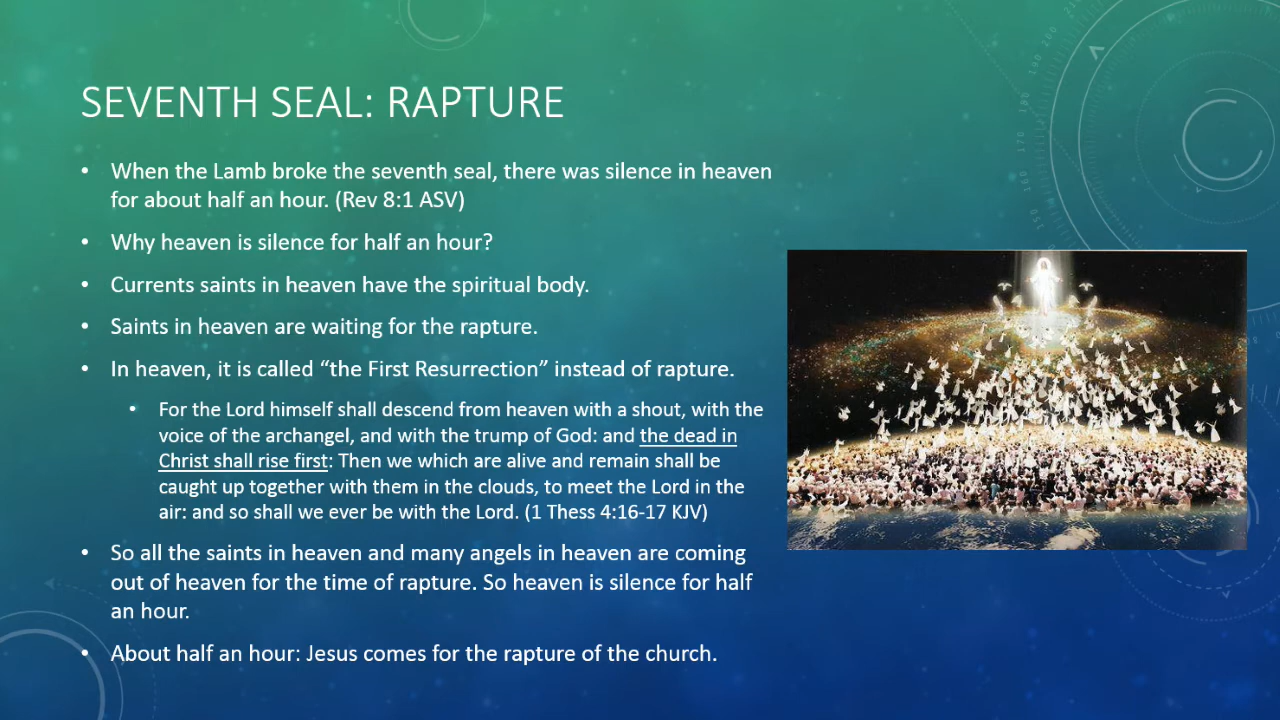 SEVENTH SEAL: RAPTURE
• When the Lamb broke the seventh seal, there was silence in heaven
for about half an hour. (Rev 8:1 ASV)
• Why heaven is silence for half an hour?
• Currents saints in heaven have the spiritual body.
• Saints in heaven are waiting for the rapture.
• In heaven, it is called “the First Resurrection” instead of rapture.
• For the Lord himself shall descend from heaven with a shout, with the
voice of the archangel, and with the trump of God: and the dead in
Christ shall rise first: Then we which are alive and remain shall be
caught up together with them in the clouds, to meet the Lord in the
air: and so shall we ever be with the Lord. (1 Thess 4:16-17 KJV)
• So all the saints in heaven and many angels in heaven are coming
out of heaven for the time of rapture. So heaven is silence for half
an hour.
• About half an hour: Jesus comes for the rapture of the church.